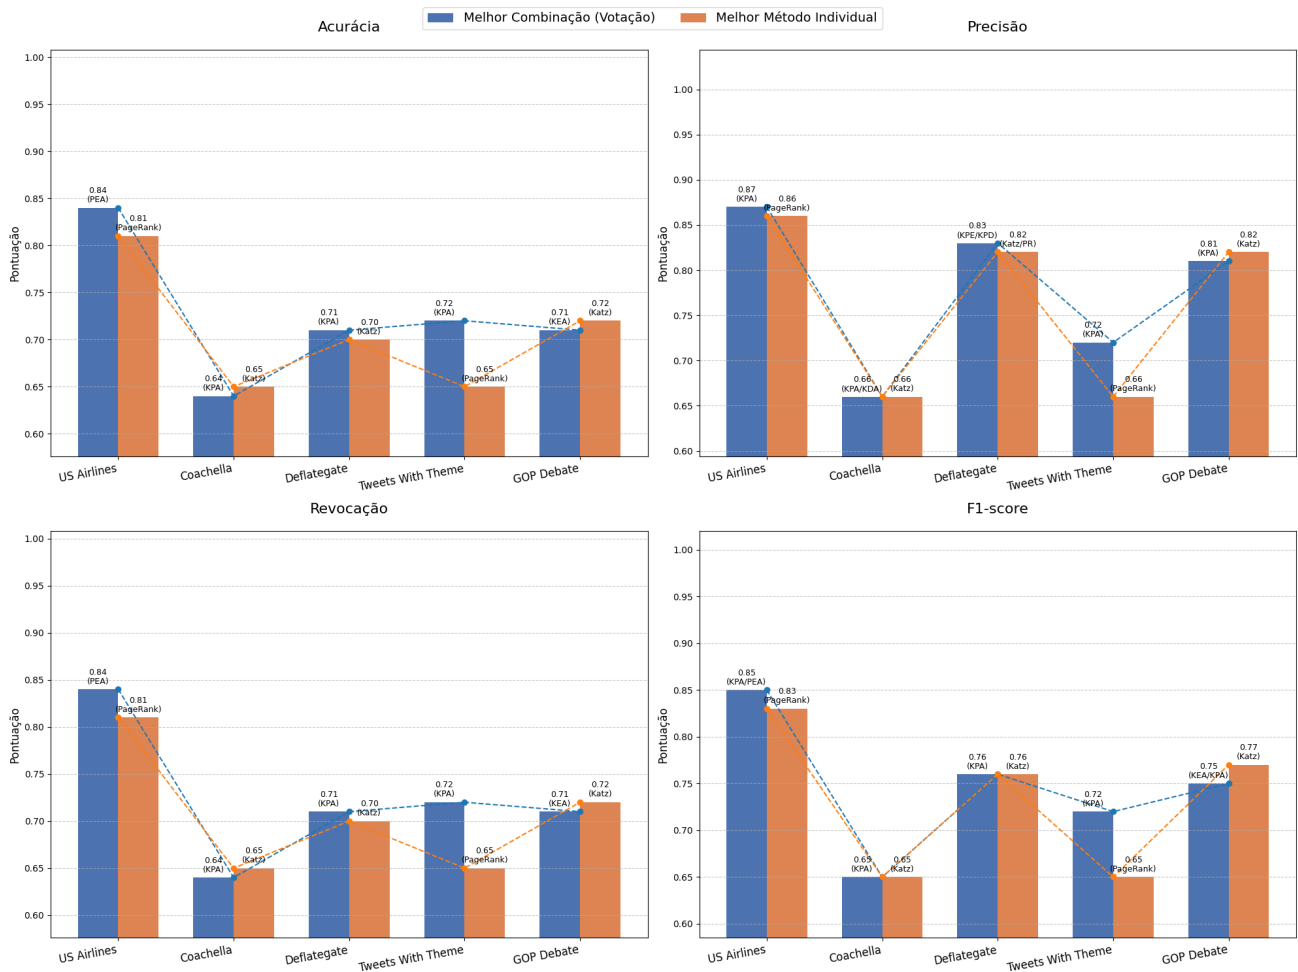 Melhor Combinação (Votação)
Melhor Método Individual
Acurácia
Pontuação
1.00
0.95
0.90
0.85
0.80
0.75
0.70
0.65
0.60
0.84
(PEA)
0.81
(PageRank)
0.64
(KPA)
0.65
(Katz)
0.71
(KPA)
0.70
(Katz)
0.72
(KPA)
0.65
(PageRank)
0.71
(KEA)
0.72
(Katz)
US Airlines
Coachella
Deflategate
Tweets With Theme
GOP Debate
Precisão
Pontuação
1.00
0.95
0.90
0.85
0.80
0.75
0.70
0.65
0.60
0.87
(KPA)
0.86
(PageRank)
0.66
(KPA/KDA)
0.66
(Katz)
0.83
(KPE/KPD)
0.82
(Katz/PR)
0.72
(KPA)
0.66
(PageRank)
0.81
(KPA)
0.82
(Katz)
US Airlines
Coachella
Deflategate
Tweets With Theme
GOP Debate
Revocação
Pontuação
1.00
0.95
0.90
0.85
0.80
0.75
0.70
0.65
0.60
0.84
(PEA)
0.81
(PageRank)
0.64
(KPA)
0.65
(Katz)
0.71
(KPA)
0.70
(Katz)
0.72
(KPA)
0.65
(PageRank)
0.71
(KEA)
0.72
(Katz)
US Airlines
Coachella
Deflategate
Tweets With Theme
GOP Debate
F1-score
Pontuação
1.00
0.95
0.90
0.85
0.80
0.75
0.70
0.65
0.60
0.85
(KPA/PEA)
0.83
(PageRank)
0.65
(KPA)
0.65
(Katz)
0.76
(KPA)
0.76
(Katz)
0.72
(KPA)
0.65
(PageRank)
0.75
(KEA/KPA)
0.77
(Katz)
US Airlines
Coachella
Deflategate
Tweets With Theme
GOP Debate